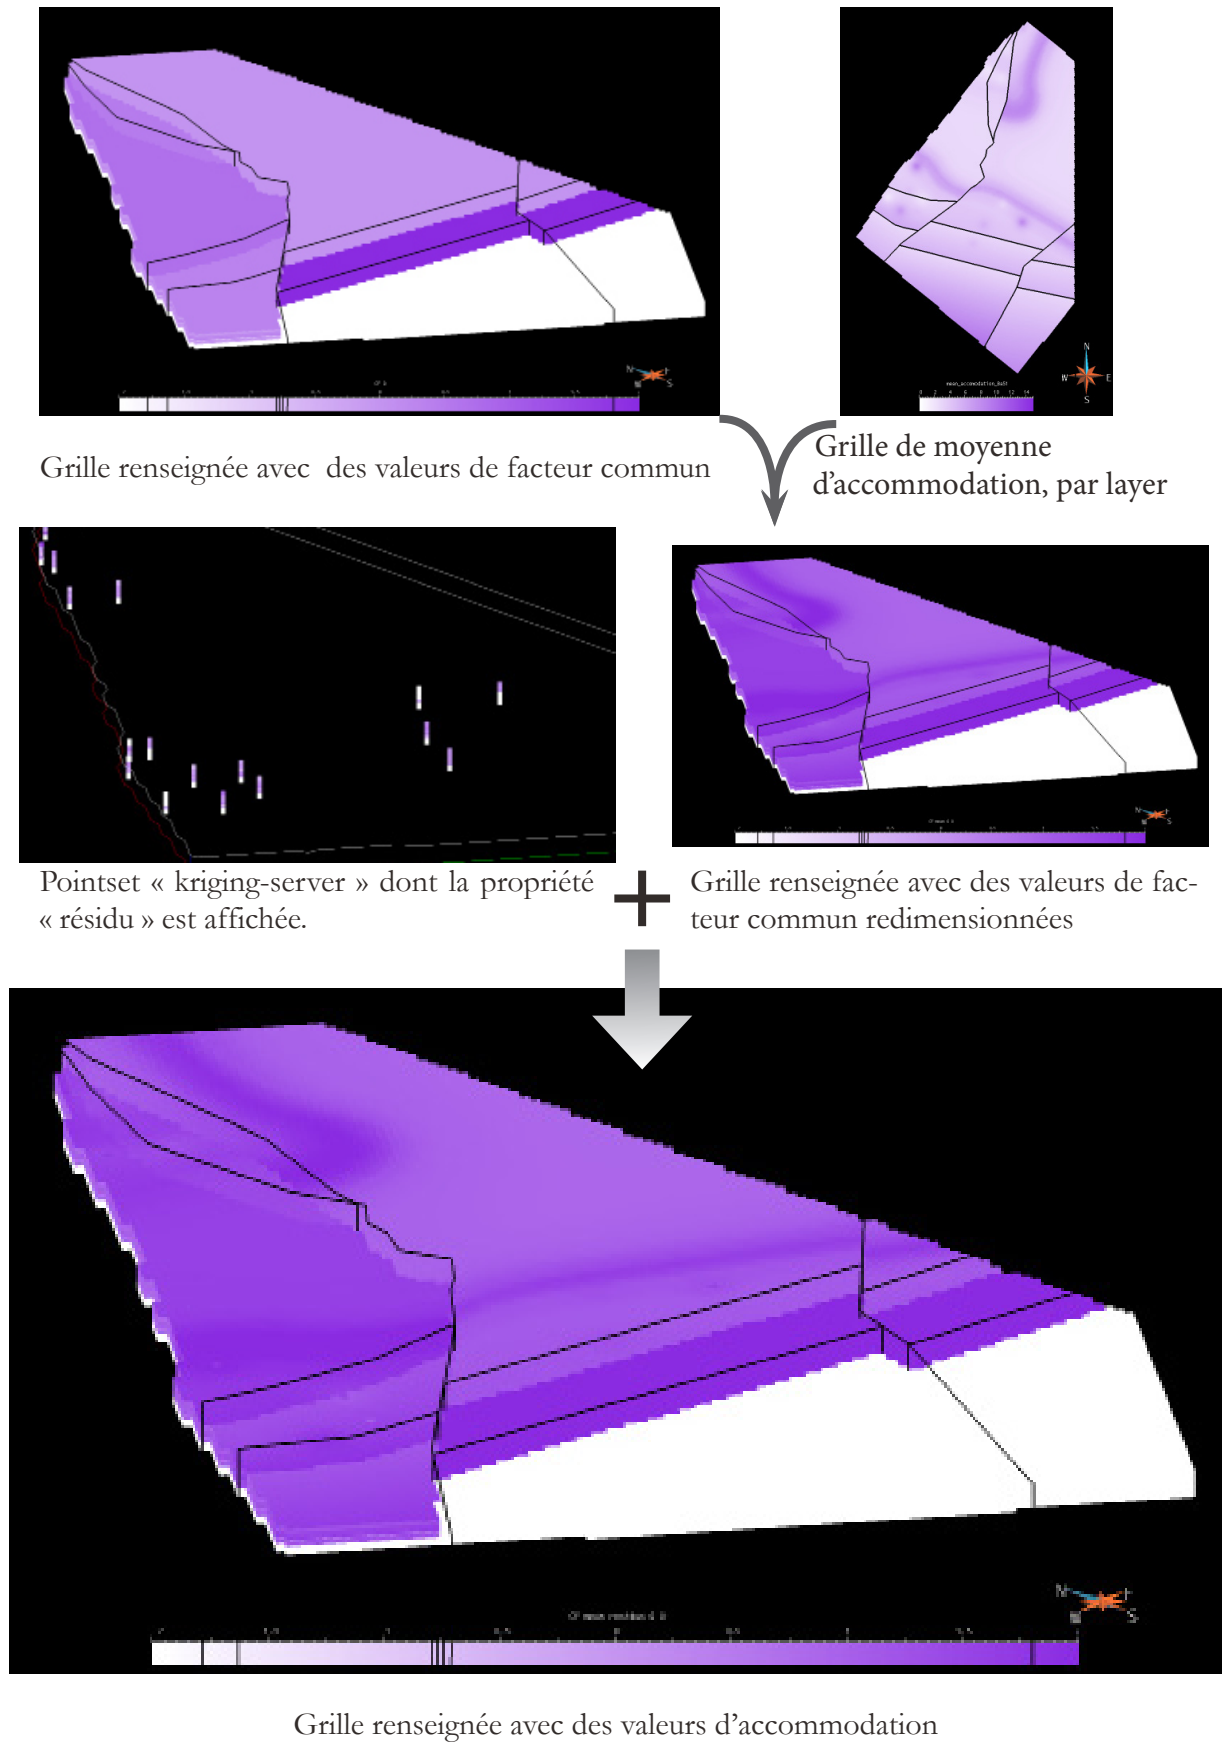 N
S
Grille renseignée avec des valeurs de facteur commun
mean_accomodation_BaSt
N
W
E
S
Grille de moyenne
d'accommodation, par layer
Pointset « kriging-server » dont la propriété
« résidu » est affichée.
+
Grille renseignée avec des valeurs de fac-
teur commun redimensionnées
N
S
N
W
S
Grille renseignée avec des valeurs d'accommodation